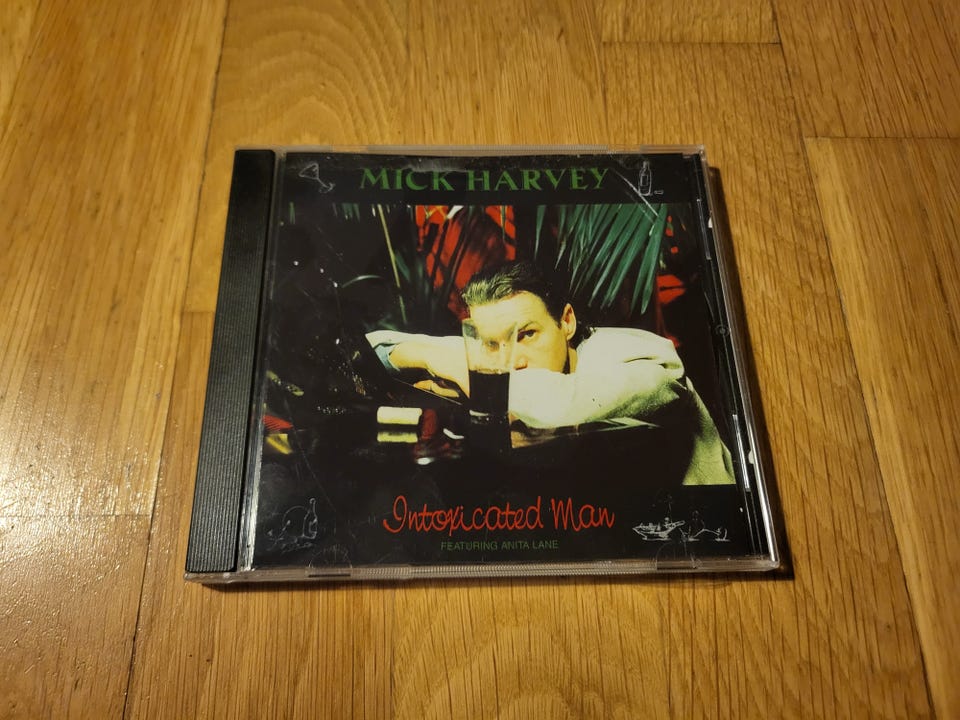 MICK HARVEY
Intoxicated Man
FEATURING ANITA LANE